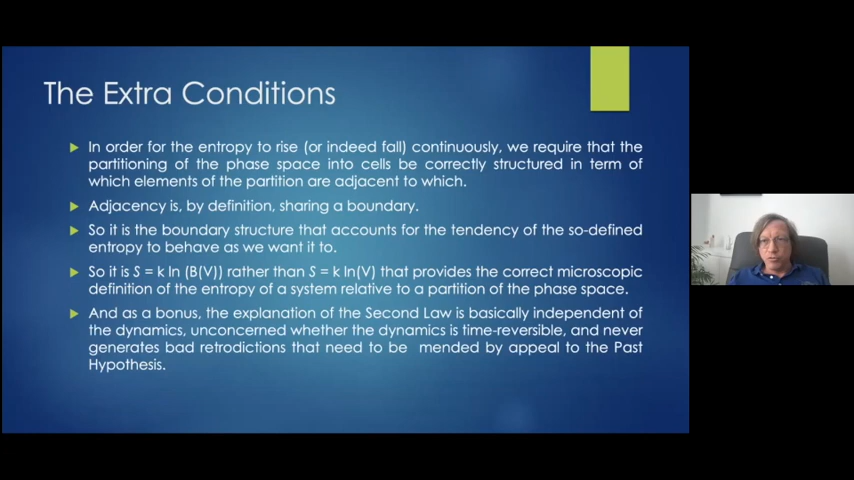 The Extra Conditions
In order for the entropy to rise (or indeed fall) continuously, we require that the
partitioning of the phase space into cells be correctly structured in term of
which elements of the partition are adjacent to which.
Adjacency is, by definition, sharing a boundary.
So it is the boundary structure that accounts for the tendency of the so-defined
entropy to behave as we want it to.
So it is S = k ln (B(V)) rather than S = k ln(V) that provides the correct microscopic
definition of the entropy of a system relative to a partition of the phase space.
And as a bonus, the explanation of the Second Law is basically independent of
the dynamics, unconcerned whether the dynamics is time-reversible, and never
generates bad retrodictions that need to be mended by appeal to the Past
Hypothesis.